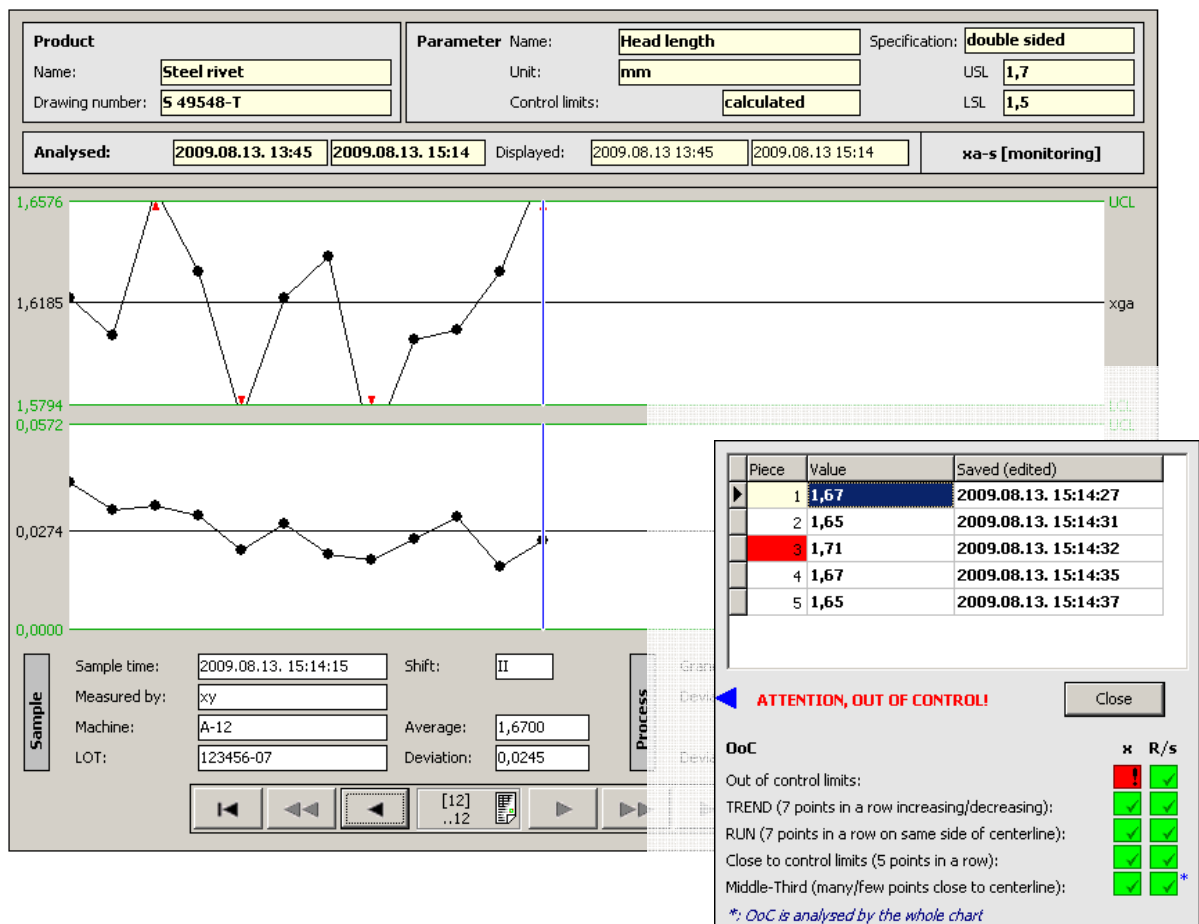 Product
Parameter Name: Head length Specification: double sided
Name: Steel rivet
Unit: mm USL 1,7
Drawing number: S 49548-T
Control limits: calculated LSL 1,5
Analysed: 2009.08.13. 13:45 2009.08.13. 15:14 Displayed: 2009.08.13 13:45 2009.08.13 15:14 xa-s [monitoring]
1,6576 UCL
1,6185 xga
1,5794 UCL
0,0572 UCL
0,0274
0,0000
Sample
Sample time: 2009.08.13. 15:14:15 Shift: II
Measured by: xy
Machine: A-12 Average: 1,6700
LOT: 123456-07 Deviation: 0,0245
Process
[12]
..12
Piece Value Saved (edited)
1 1,67 2009.08.13. 15:14:27
2 1,65 2009.08.13. 15:14:31
3 1,71 2009.08.13. 15:14:32
4 1,67 2009.08.13. 15:14:35
5 1,65 2009.08.13. 15:14:37
ATTENTION, OUT OF CONTROL! Close
OoC x R/s
Out of control limits: !
TREND (7 points in a row increasing/decreasing):
RUN (7 points in a row on same side of centerline):
Close to control limits (5 points in a row):
Middle-Third (many/few points close to centerline): *
*: OoC is analysed by the whole chart